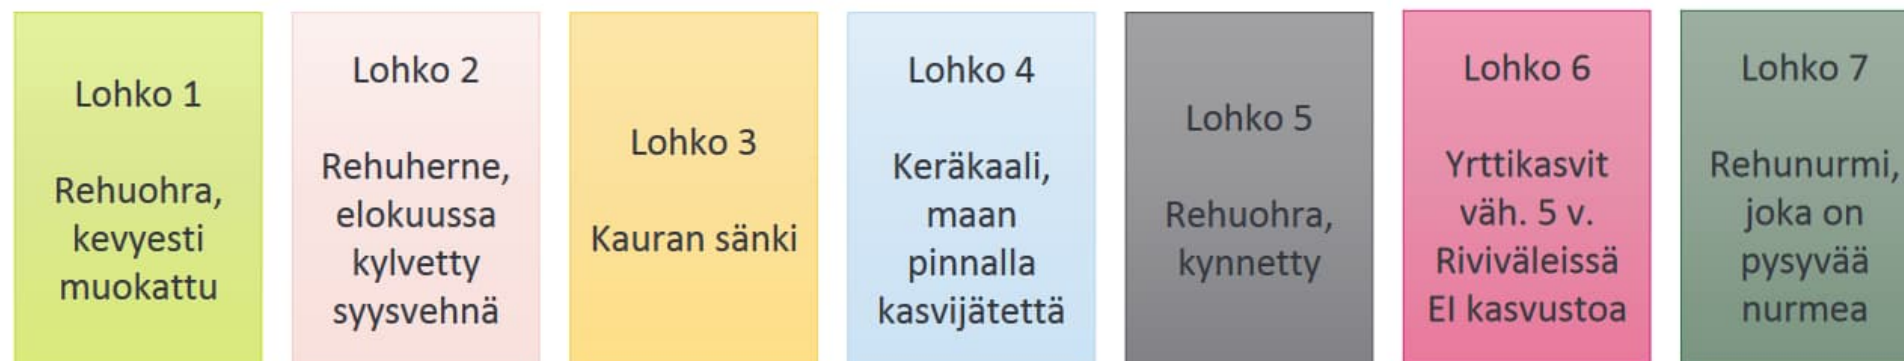 Lohko 1
Rehuohra,
kevyesti
muokattu
Lohko 2
Rehuherne,
elokuussa
kylvetty
syysvehnä
Lohko 3
Kauran sänki
Lohko 4
Keräkaali,
maan
pinnalla
kasvijätettä
Lohko 5
Rehuohra,
kynnetty
Lohko 6
Yrttikasvit
väh. 5 v.
Riviväleissä
EI kasvustoa
Lohko 7
Rehunurmi,
joka on
pysyvää
nurmea